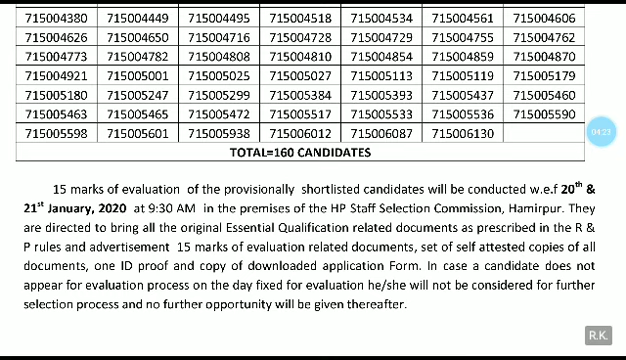 715004380 715004449 715004495 715004518 715004534 715004561 715004606
715004626 715004650 715004716 715004728 715004729 715004755 715004762
715004773 715004782 715004808 715004810 715004854 715004859 715004870
715004921 715005001 715005025 715005027 715005113 715005119 715005179
715005180 715005247 715005299 715005384 715005393 715005437 715005460
715005463 715005465 715005472 715005517 715005533 715005536 715005590
715005598 715005601 715005938 715006012 715006087 715006130
04:23
TOTAL=160 CANDIDATES
15 marks of evaluation of the provisionally shortlisted candidates will be conducted w.e.f 20th &
21st January, 2020 at 9:30 AM in the premises of the HP Staff Selection Commission, Hamirpur. They
are directed to bring all the original Essential Qualification related documents as prescribed in the R &
P rules and advertisement 15 marks of evaluation related documents, set of self attested copies of all
documents, one ID proof and copy of downloaded application Form. In case a candidate does not
appear for evaluation process on the day fixed for evaluation he/she will not be considered for further
selection process and no further opportunity will be given thereafter.
R.K.